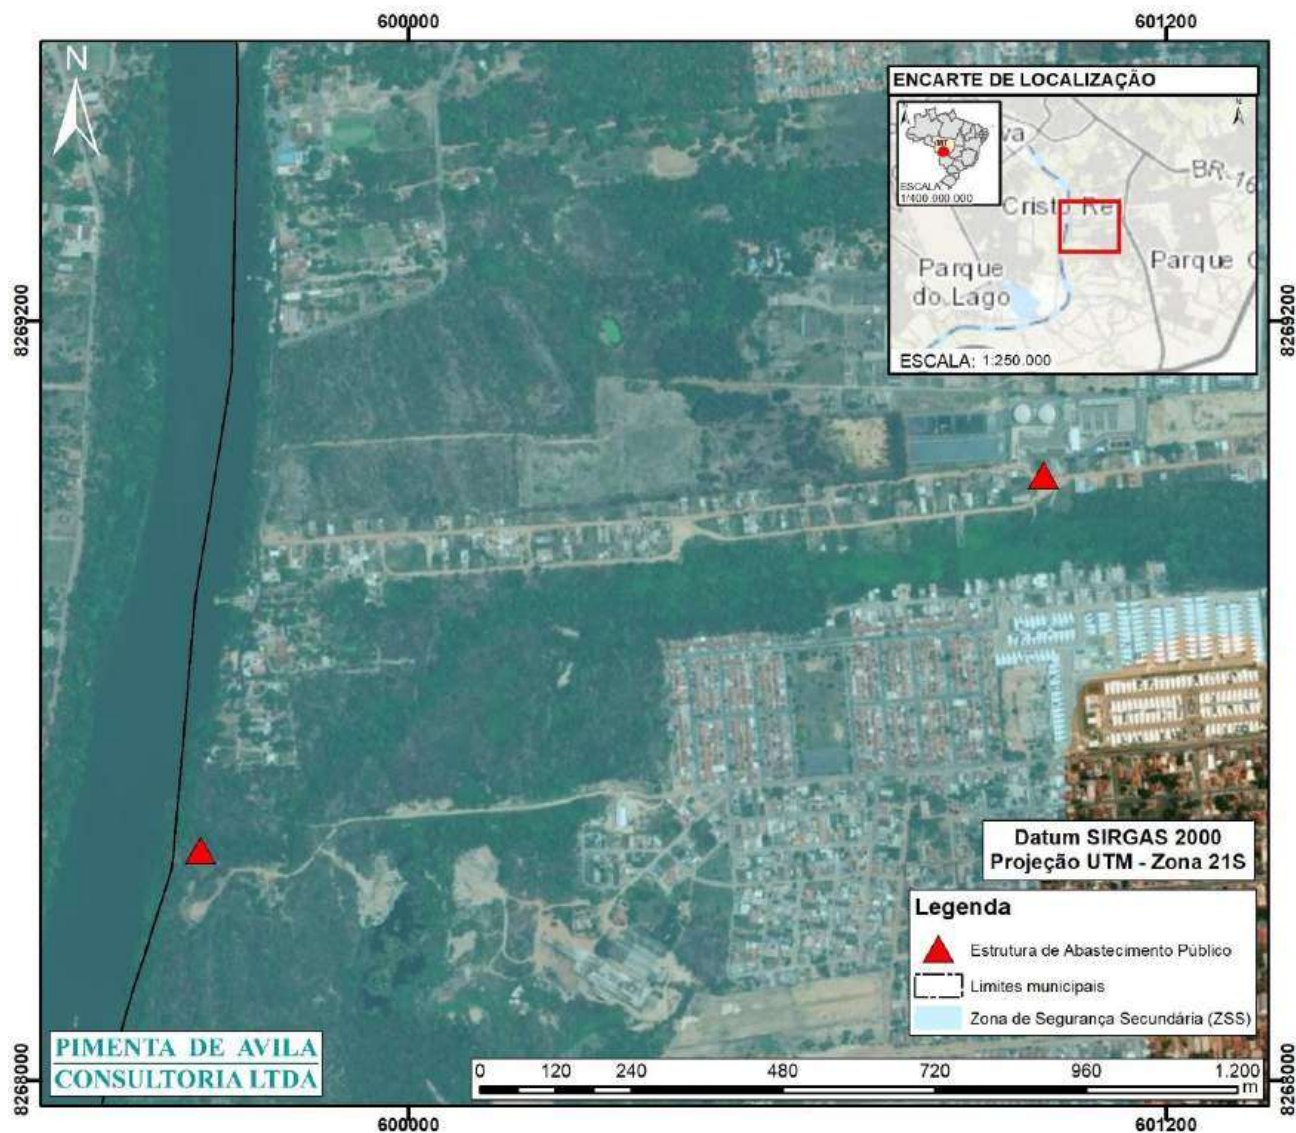 600000
601200
N
ENCARTE DE LOCALIZAÇÃO
MT
ESCALA:
1/400.000.000
va
BR-16
Cristo Re
Parque
do Lago
Parque
ESCALA: 1:250.000
8269200
8269200
Datum SIRGAS 2000
Projeção UTM - Zona 21S
Legenda
Estrutura de Abastecimento Público
Limites municipais
Zona de Segurança Secundária (ZSS)
PIMENTA DE AVILA
CONSULTORIA LTDA
0 120 240 480 720 960 1.200
m
8268000
8268000
600000
601200